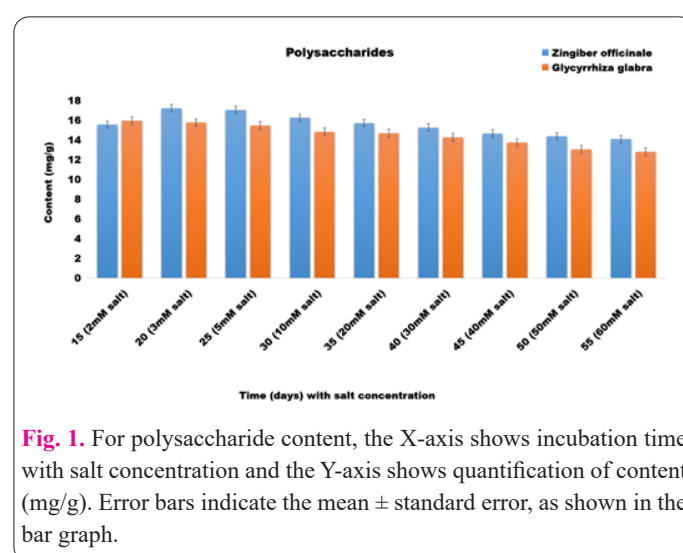 Polysaccharides
Zingiber officinale
Glycyrrhiza glabra
Content (mg/g)
18
16
14
12
10
8
6
4
2
0
15 (2mM salt)
20 (3mM salt)
25 (5mM salt)
30 (10mM salt)
35 (20mM salt)
40 (30mM salt)
45 (40mM salt)
50 (50mM salt)
55 (60mM salt)
Time (days) with salt concentration
Fig. 1. For polysaccharide content, the X-axis shows incubation time
with salt concentration and the Y-axis shows quantification of content
(mg/g). Error bars indicate the mean ± standard error, as shown in the
bar graph.